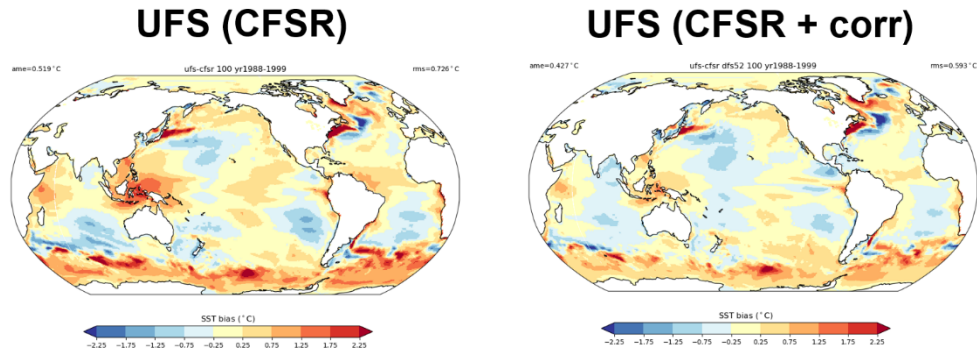 UFS (CFSR)
ame=0.519°C
ufs-cfsr 100 yr1988-1999
rms=0.726°C
SST bias (°C)
−2.25 −1.75 −1.25 −0.75 −0.25 0.25 0.75 1.25 1.75 2.25
UFS (CFSR + corr)
ame=0.427°C
ufs-cfsr dfs52 100 yr1988-1999
rms=0.593°C
SST bias (°C)
−2.25 −1.75 −1.25 −0.75 −0.25 0.25 0.75 1.25 1.75 2.25